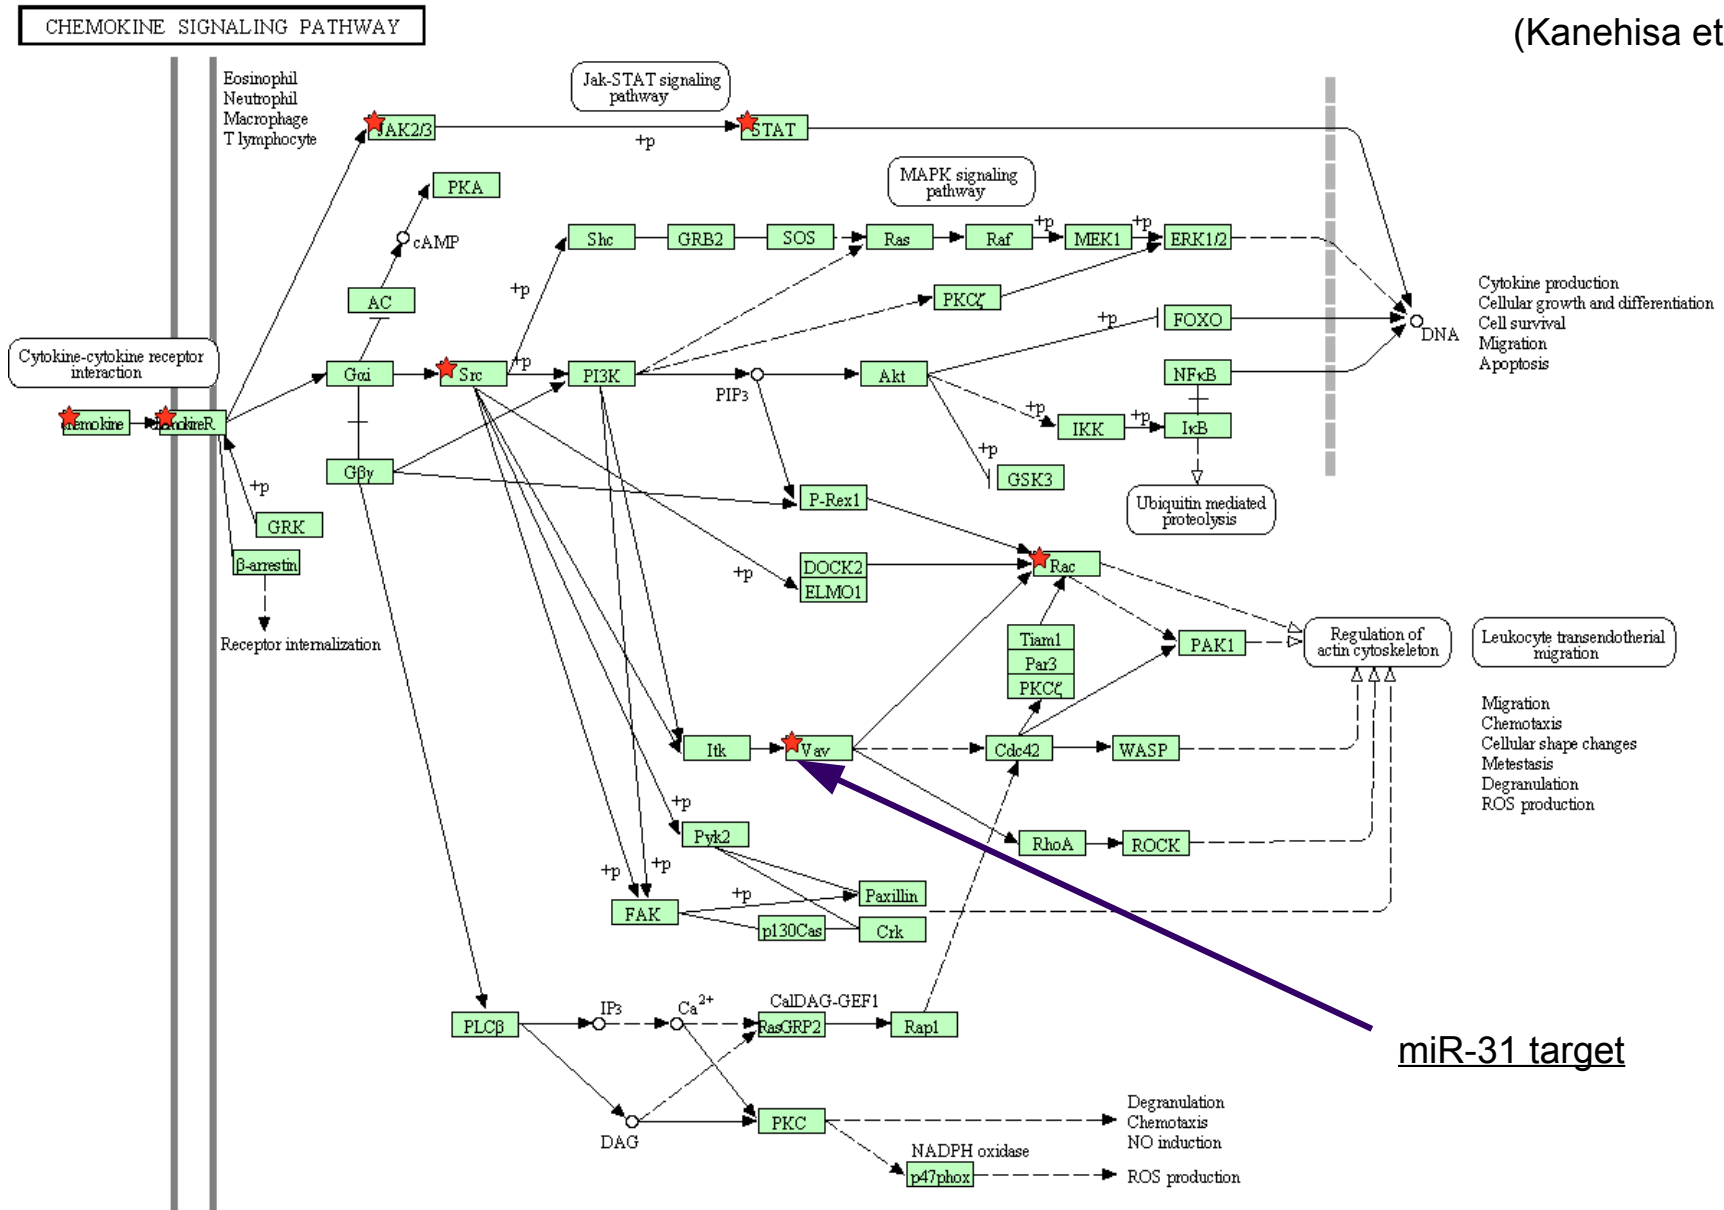 CHEMOKINE SIGNALING PATHWAY
(Kanehisa et
Eosinophil
Neutrophil
Macrophage
T lymphocyte
Jak-STAT signaling
pathway
JAK2/3
+p
STAT
MAPK signaling
pathway
PKA
cAMP
AC
Shc
GRB2
SOS
Ras
Raf
+p
MEK1
+p
ERK1/2
+p
PKCζ
+p
FOXO
DNA
Cytokine production
Cellular growth and differentiation
Cell survival
Migration
Apoptosis
Cytokine-cytokine receptor
interaction
Gαi
Src
+p
PI3K
PIP3
Akt
NFκB
chemokine
chemokineR
+p
IKK
+p
IκB
Gβγ
+p
GSK3
+p
GRK
P-Rex1
Ubiquitin mediated
proteolysis
β-arrestin
Receptor internalization
+p
DOCK2
ELMO1
Rac
Tiam1
Par3
PKCζ
PAK1
Regulation of
actin cytoskeleton
Leukocyte transendotherial
migration
Migration
Chemotaxis
Cellular shape changes
Metestasis
Degranulation
ROS production
Itk
Vav
Cdc42
WASP
+p
Pyk2
RhoA
ROCK
+p
+p
+p
FAK
Paxillin
p130Cas
Crk
PLCβ
IP3
Ca2+
CalDAG-GEF1
RasGRP2
Rap1
miR-31 target
DAG
PKC
Degranulation
Chemotaxis
NO induction
NADPH oxidase
p47phox
ROS production